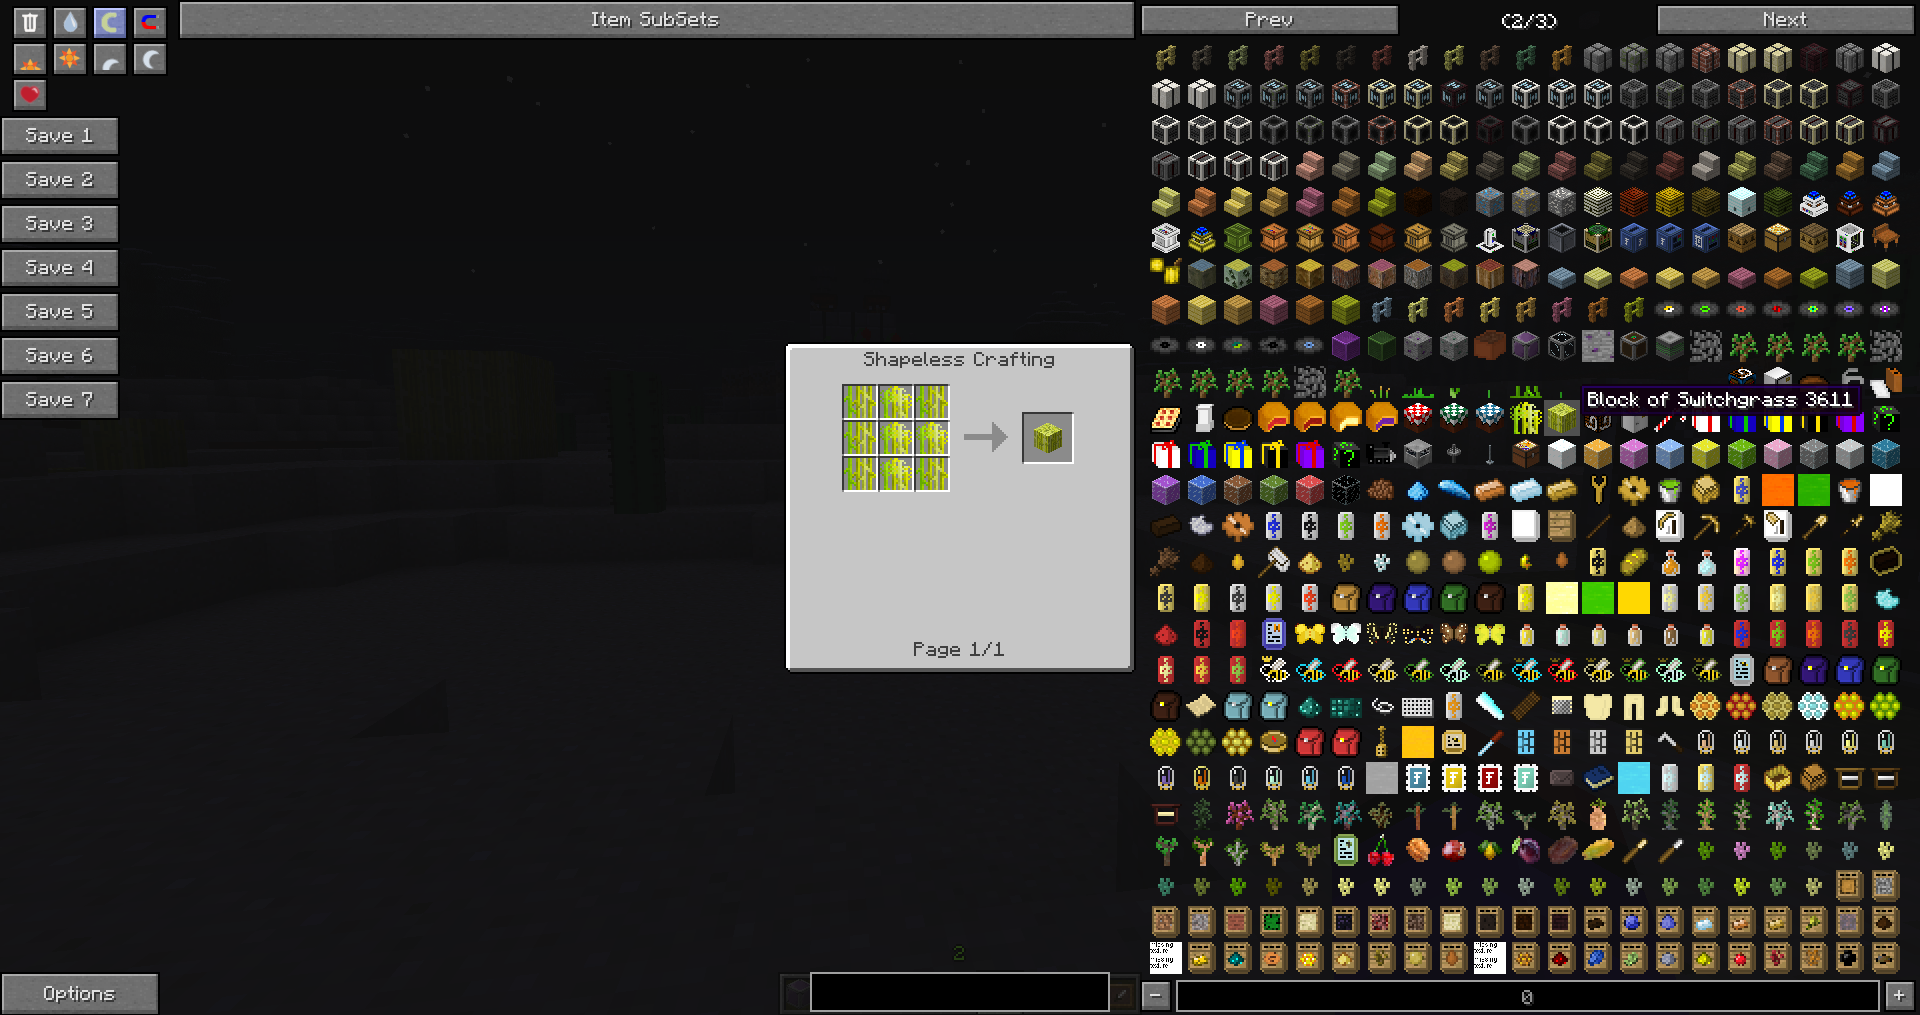 Item SubSets
Prev
(2/3)
Next
Save 1
Save 2
Save 3
Save 4
Save 5
Save 6
Save 7
Shapeless Crafting
Block of Switchgrass 3611
Page 1/1
2
Options
-
0
+